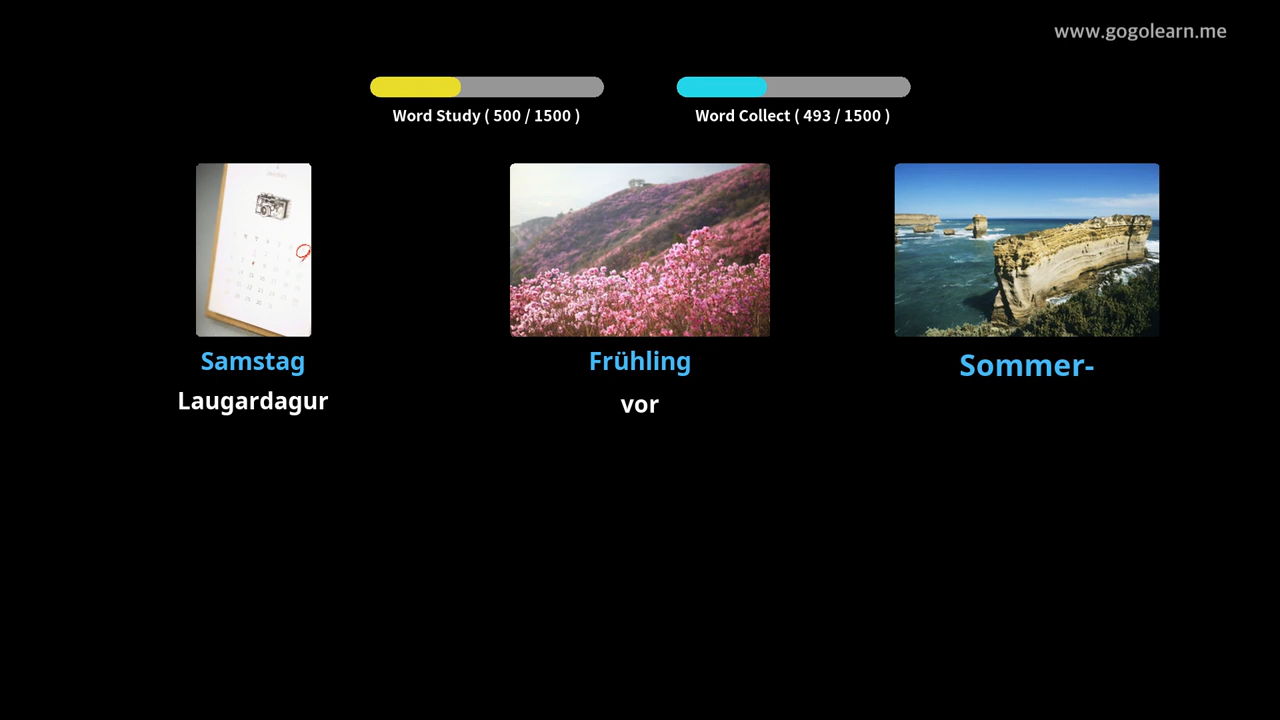 www.gogolearn.me
Word Study ( 500 / 1500 )
Word Collect ( 493 / 1500 )
Samstag
Frühling
Sommer-
Laugardagur
vor